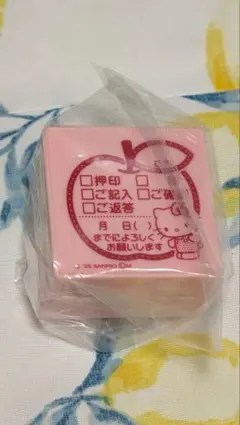 □押印 □
□ご記入 □ご確
□ご返答
月 日( )
までによろしく
お願いします
SANRIO